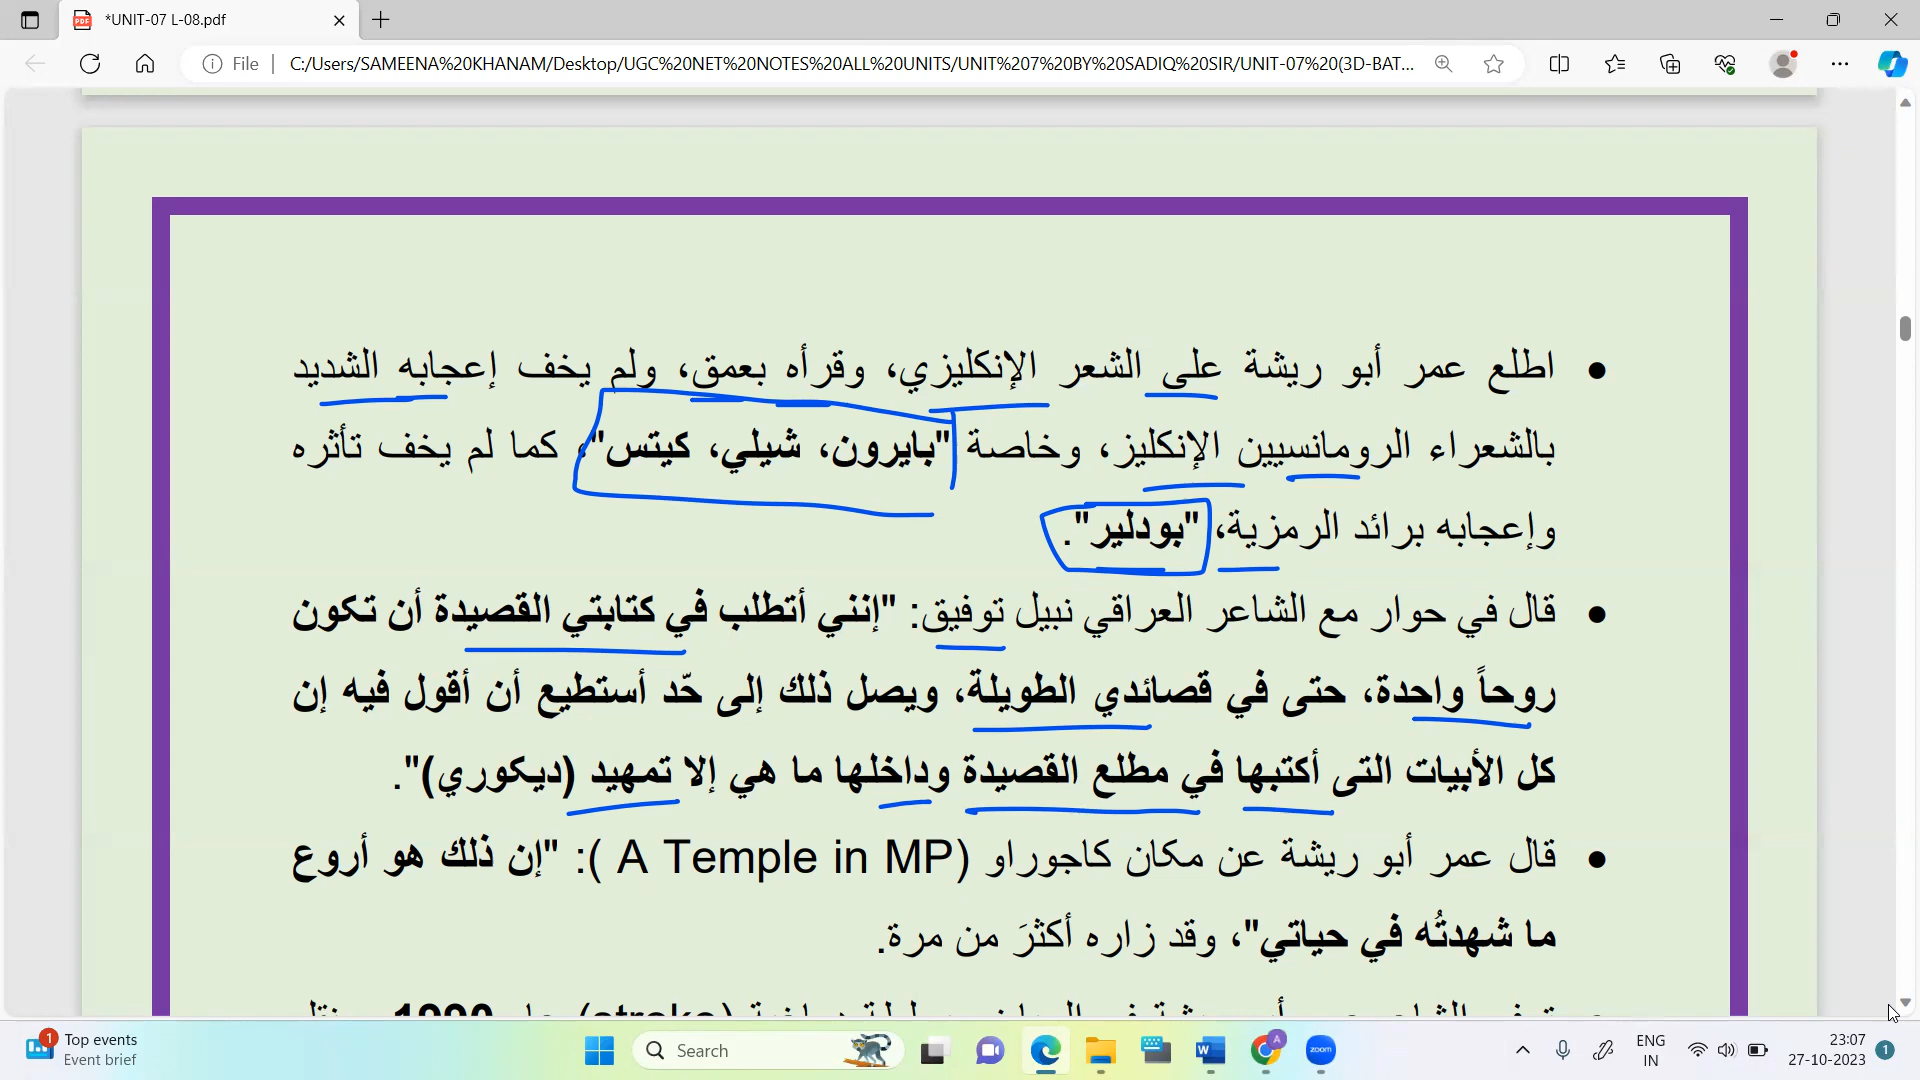 *UNIT-07 L-08.pdf
File
C:/Users/SAMEENA%20KHANAM/Desktop/UGC%20NET%20NOTES%20ALL%20UNITS/UNIT%207%20BY%20SADIQ%20SIR/UNIT-07%20(3D-BAT...
• اطلع عمر أبو ريشة على الشعر الإنكليزي، وقرأه بعمق، ولم يخف إعجابه الشديد
بالشعراء الرومانسيين الإنكليز، وخاصة "بايرون، شيلي، كيتس"، كما لم يخف تأثره
وإعجابه برائد الرمزية، "بودلير".
• قال في حوار مع الشاعر العراقي نبيل توفيق: "إنني أتطلب في كتابتي القصيدة أن تكون
روحاً واحدة، حتى في قصائدي الطويلة، ويصل ذلك إلى حّد أستطيع أن أقول فيه إن
كل الأبيات التى أكتبها في مطلع القصيدة وداخلها ما هي إلا تمهيد (ديكوري)".
• قال عمر أبو ريشة عن مكان كاجوراو (A Temple in MP ): "إن ذلك هو أروع
ما شهدتُه في حياتي"، وقد زاره أكثرَ من مرة.
1
Top events
Event brief
Search
A
zoom
ENG
IN
23:07
27-10-2023
1